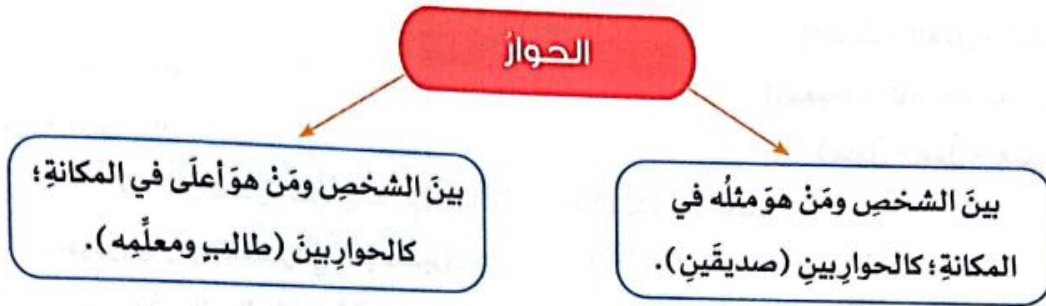 الحوارُ
بينَ الشخصِ ومَنْ هوَ مثلُه في
المكانةِ؛ كالحوارِ بينِ (صديقَينِ).
بينَ الشخصِ ومَنْ هوَ أعلَى في المكانةِ؛
كالحوارِ بينَ (طالبٍ ومعلِّمِه).